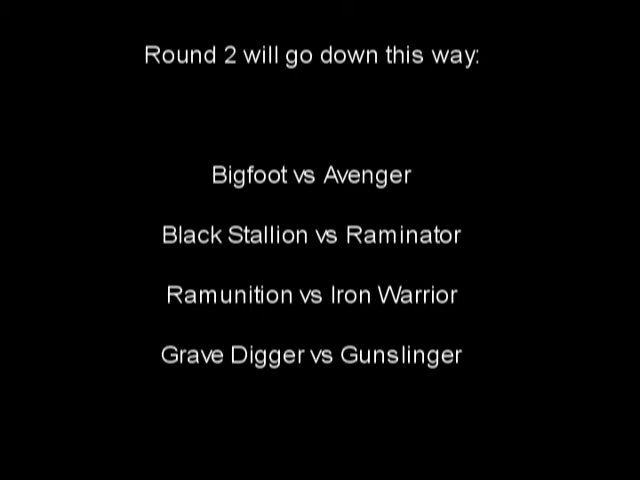 Round 2 will go down this way:
Bigfoot vs Avenger
Black Stallion vs Raminator
Ramunition vs Iron Warrior
Grave Digger vs Gunslinger